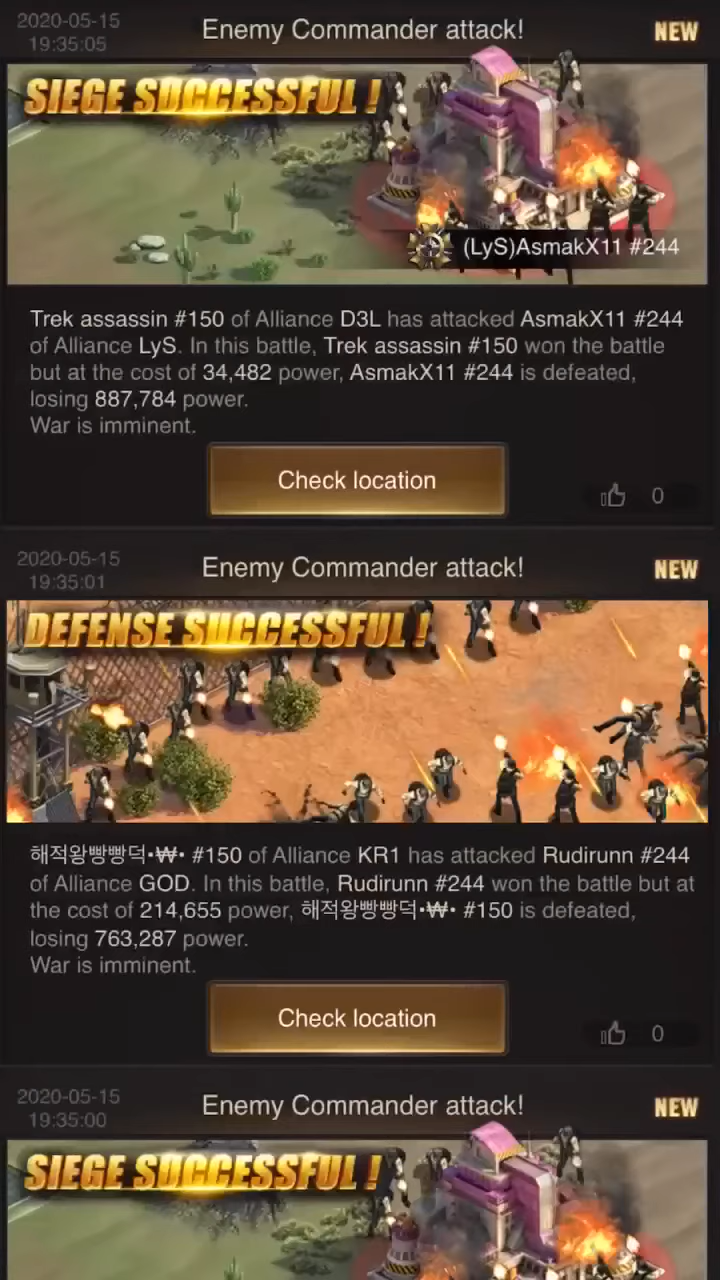 2020-05-15
19:35:05
Enemy Commander attack!
NEW
SIEGE SUCCESSFUL !
(LyS)AsmakX11 #244
Trek assassin #150 of Alliance D3L has attacked AsmakX11 #244
of Alliance LyS. In this battle, Trek assassin #150 won the battle
but at the cost of 34,482 power, AsmakX11 #244 is defeated,
losing 887,784 power.
War is imminent.
Check location
0
2020-05-15
19:35:01
Enemy Commander attack!
NEW
DEFENSE SUCCESSFUL !
해적왕빵빵덕•₩• #150 of Alliance KR1 has attacked Rudirunn #244
of Alliance GOD. In this battle, Rudirunn #244 won the battle but at
the cost of 214,655 power, 해적왕빵빵덕•₩• #150 is defeated,
losing 763,287 power.
War is imminent.
Check location
0
2020-05-15
19:35:00
Enemy Commander attack!
NEW
SIEGE SUCCESSFUL !